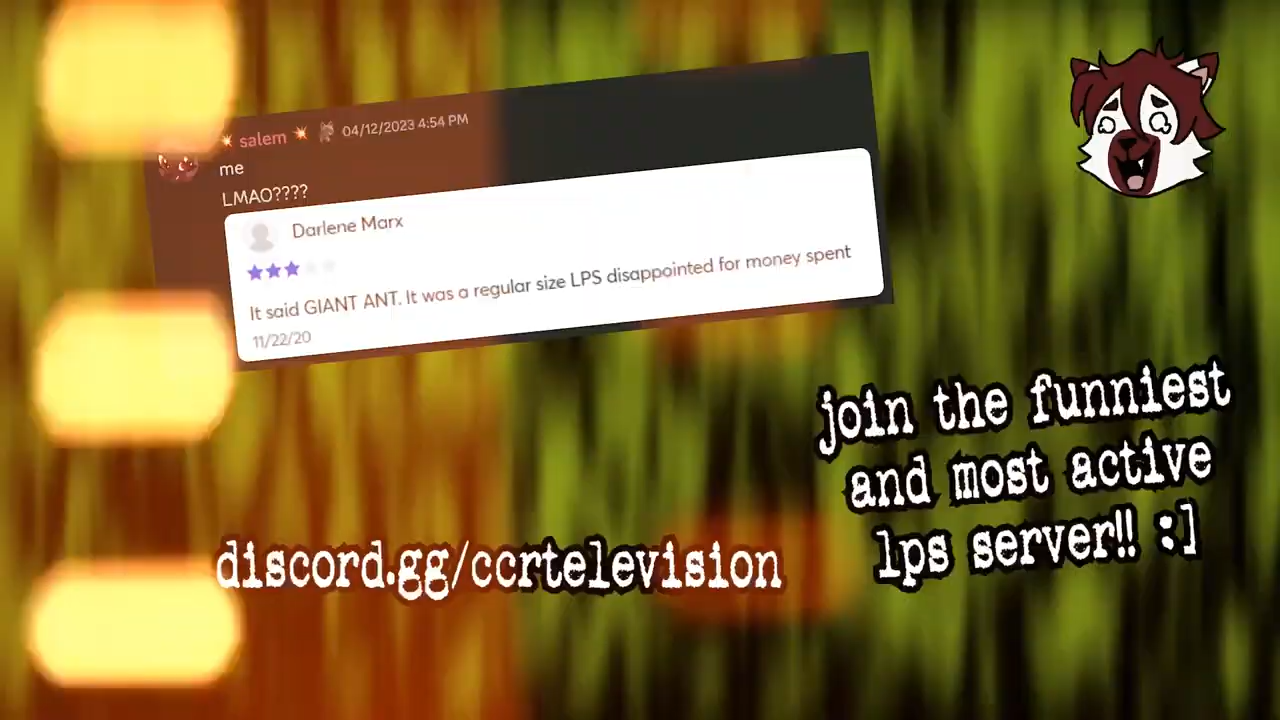 salem 04/12/2023 4:54 PM
me
LMAO????
Darlene Marx
It said GIANT ANT. It was a regular size LPS disappointed for money spent
11/22/20
join the funniest
and most active
lps server!! :]
discord.gg/ccrtelevision